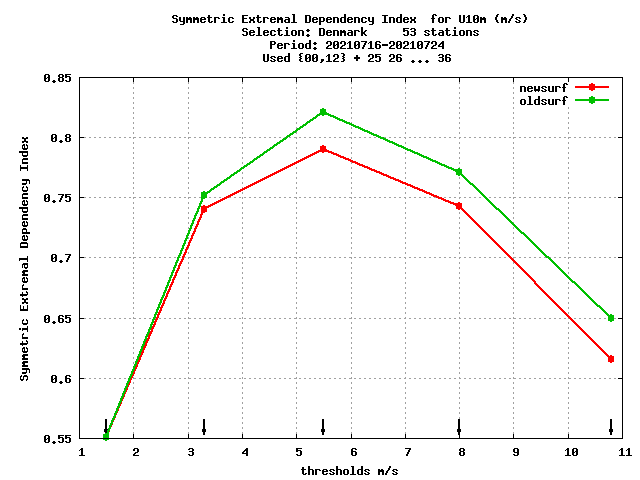 Symmetric Extremal Dependency Index  for U10m (m/s)
Selection: Denmark     53 stations
Period: 20210716-20210724
Used {00,12} + 25 26 ... 36
newsurf
oldsurf
Symmetric Extremal Dependency Index
0.85
0.8
0.75
0.7
0.65
0.6
0.55
1 2 3 4 5 6 7 8 9 10 11
thresholds m/s